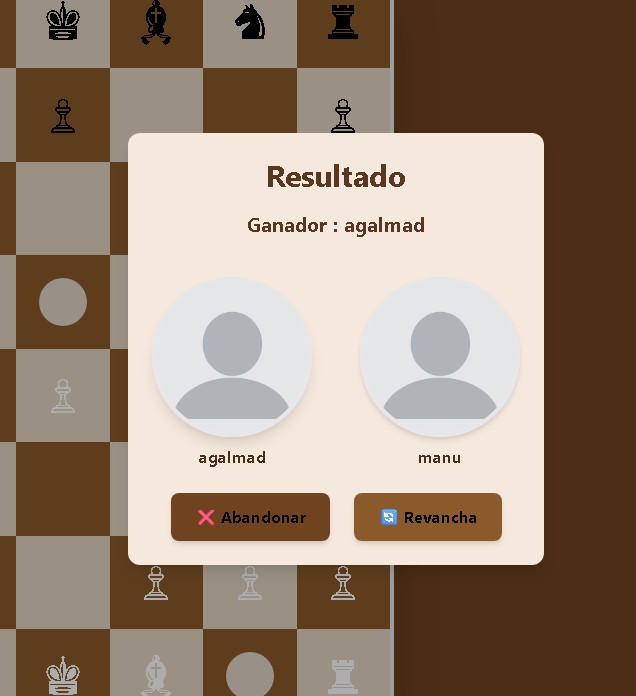 Resultado
Ganador : agalmad
agalmad
manu
❌ Abandonar
🔄 Revancha